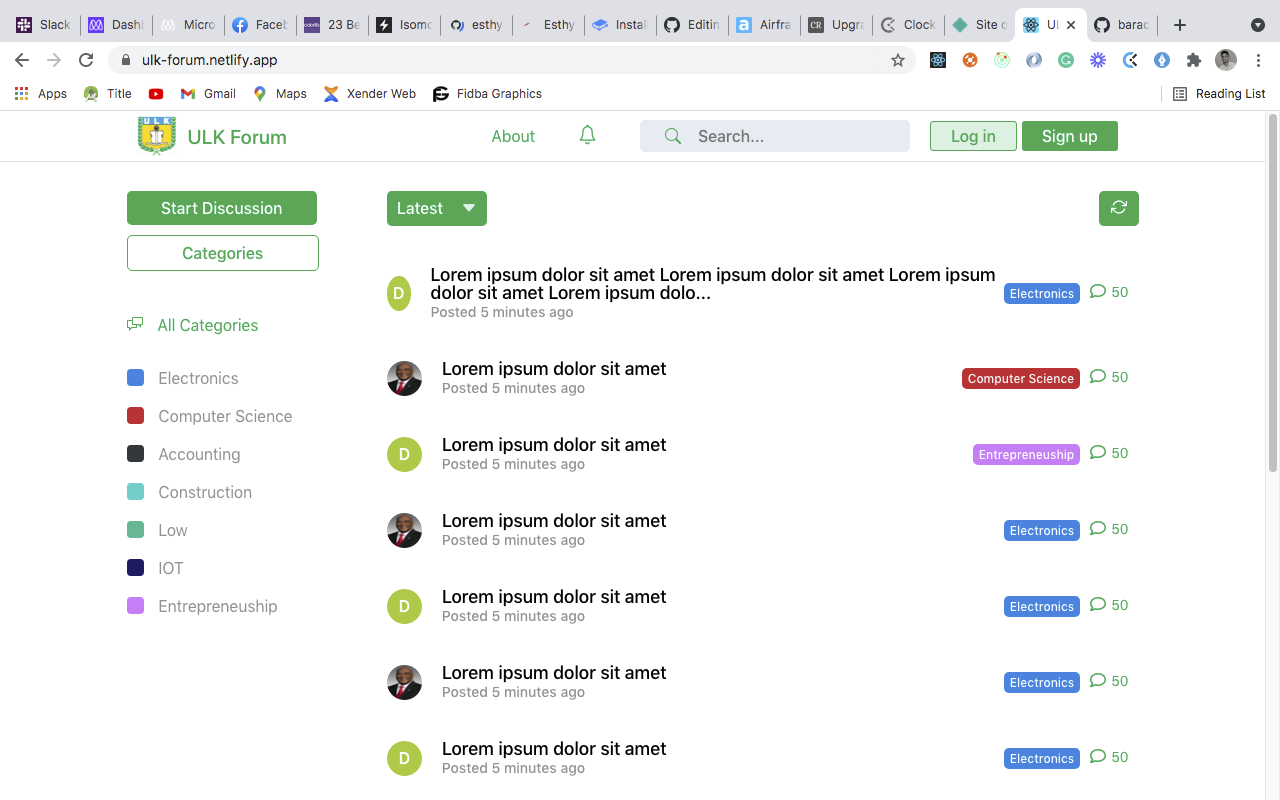 Slack
Dashl
Micro
Faceb
colorlib
23 Be
Isomo
esthy
Esthy
Install
Editin
a
Airfra
CR
Upgra
Clock
Site d
Ul
barac
ulk-forum.netlify.app
Apps
Title
Gmail
Maps
Xender Web
Fidba Graphics
Reading List
ULK
ULK Forum
About
Search...
Log in
Sign up
Start Discussion
Latest
Categories
All Categories
Electronics
Computer Science
Accounting
Construction
Low
IOT
Entrepreneuship
D
Lorem ipsum dolor sit amet Lorem ipsum dolor sit amet Lorem ipsum
dolor sit amet Lorem ipsum dolo...
Posted 5 minutes ago
Electronics
50
Lorem ipsum dolor sit amet
Posted 5 minutes ago
Computer Science
50
D
Lorem ipsum dolor sit amet
Posted 5 minutes ago
Entrepreneuship
50
Lorem ipsum dolor sit amet
Posted 5 minutes ago
Electronics
50
D
Lorem ipsum dolor sit amet
Posted 5 minutes ago
Electronics
50
Lorem ipsum dolor sit amet
Posted 5 minutes ago
Electronics
50
D
Lorem ipsum dolor sit amet
Posted 5 minutes ago
Electronics
50